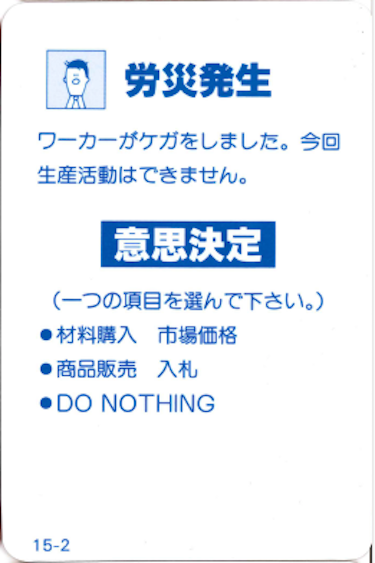 労災発生
ワーカーがケガをしました。今回
生産活動はできません。
意思決定
（一つの項目を選んで下さい。）
●材料購入　市場価格
●商品販売　入札
●DO NOTHING
15-2